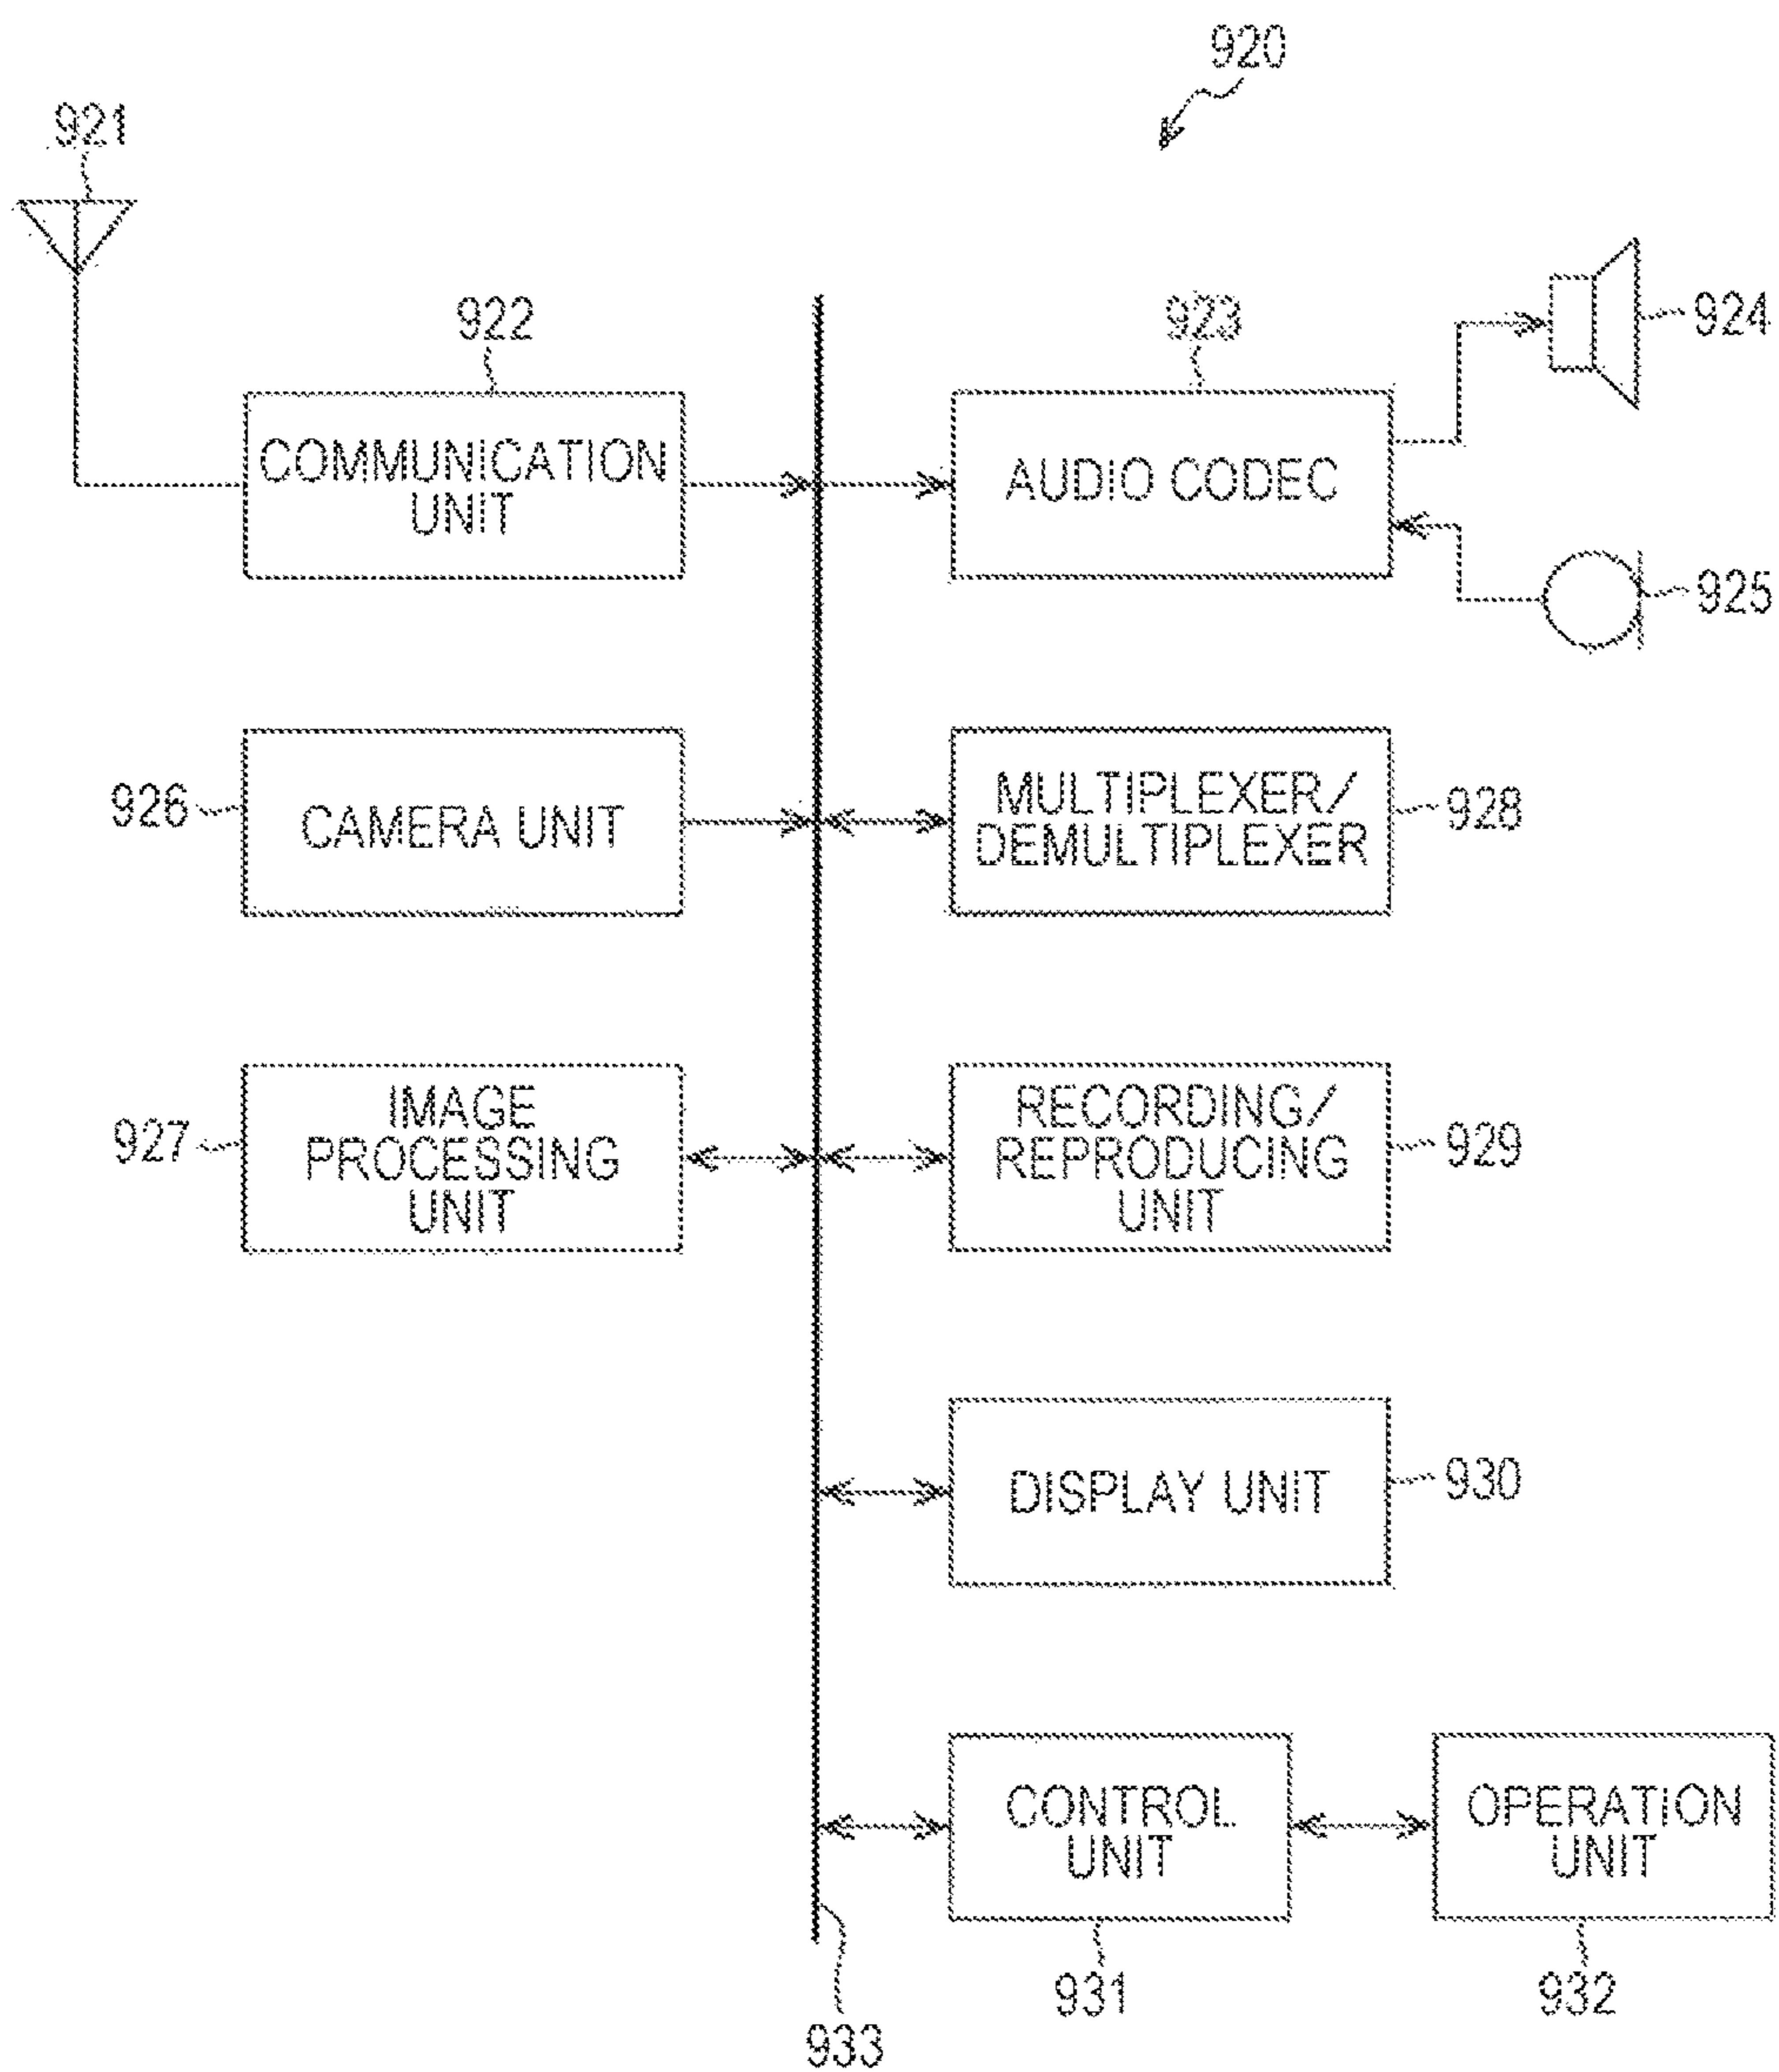 920
921
922
COMMUNICATION
UNIT
923
AUDIO CODEC
924
925
926
CAMERA UNIT
MULTIPLEXER/
DEMULTIPLEXER
928
927
IMAGE
PROCESSING
UNIT
RECORDING/
REPRODUCING
UNIT
929
DISPLAY UNIT
930
CONTROL
UNIT
931
OPERATION
UNIT
932
933